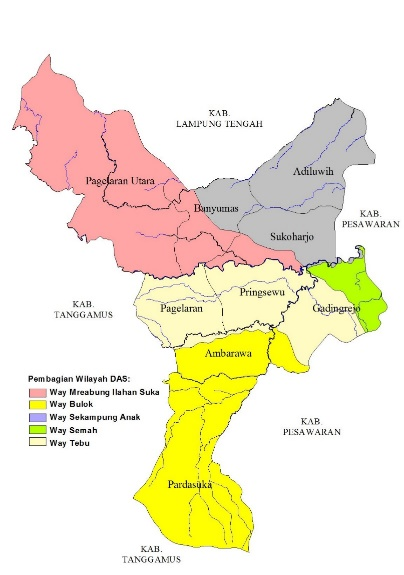 KAB.
LAMPUNG TENGAH
Adiluwih
Pagelaran Utara
Banyumas
KAB.
PESAWARAN
Sukoharjo
KAB.
TANGGAMUS
Pringsewu
Pagelaran
Gadingrejo
Ambarawa
Pembagian Wilayah DAS:
Way Mreabung Ilahan Suka
Way Bulok
Way Sekampung Anak
Way Semah
Way Tebu
KAB.
PESAWARAN
Pardasuka
KAB.
TANGGAMUS